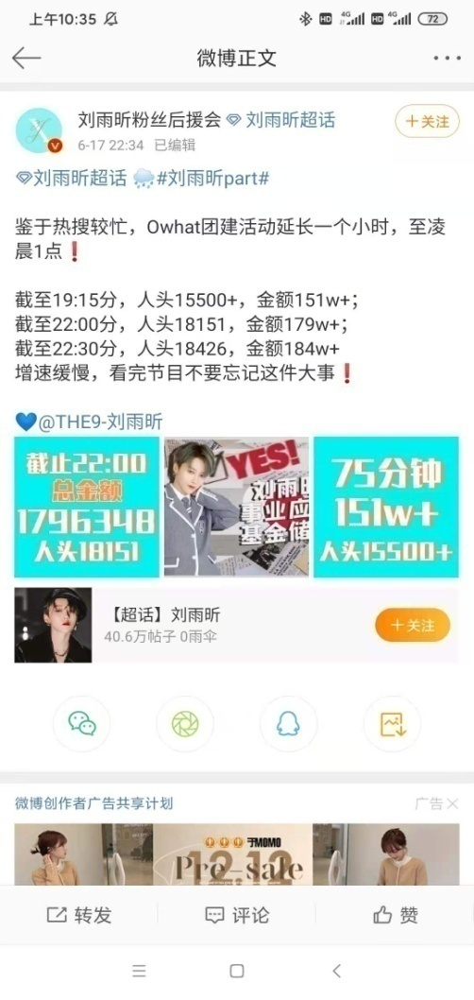 上午10:35
HD 4G HD 4G 72
微博正文
刘雨昕粉丝后援会 刘雨昕超话
+关注
6-17 22:34 已编辑
刘雨昕超话 #刘雨昕part#
鉴于热搜较忙，Owhat团建活动延长一个小时，至凌
晨1点❗
截至19:15分，人头15500+，金额151w+；
截至22:00分，人头18151，金额179w+；
截至22:30分，人头18426，金额184w+
增速缓慢，看完节目不要忘记这件大事❗
💙@THE9-刘雨昕
截止22:00
总金额
1796348
人头18151
YES!
刘雨昕
事业应
基金储
75分钟
151w+
人头15500+
【超话】刘雨昕
40.6万帖子 0雨伞
+关注
微博创作者广告共享计划
广告
于MOMO
12.12
Pre-sale
转发 评论 赞